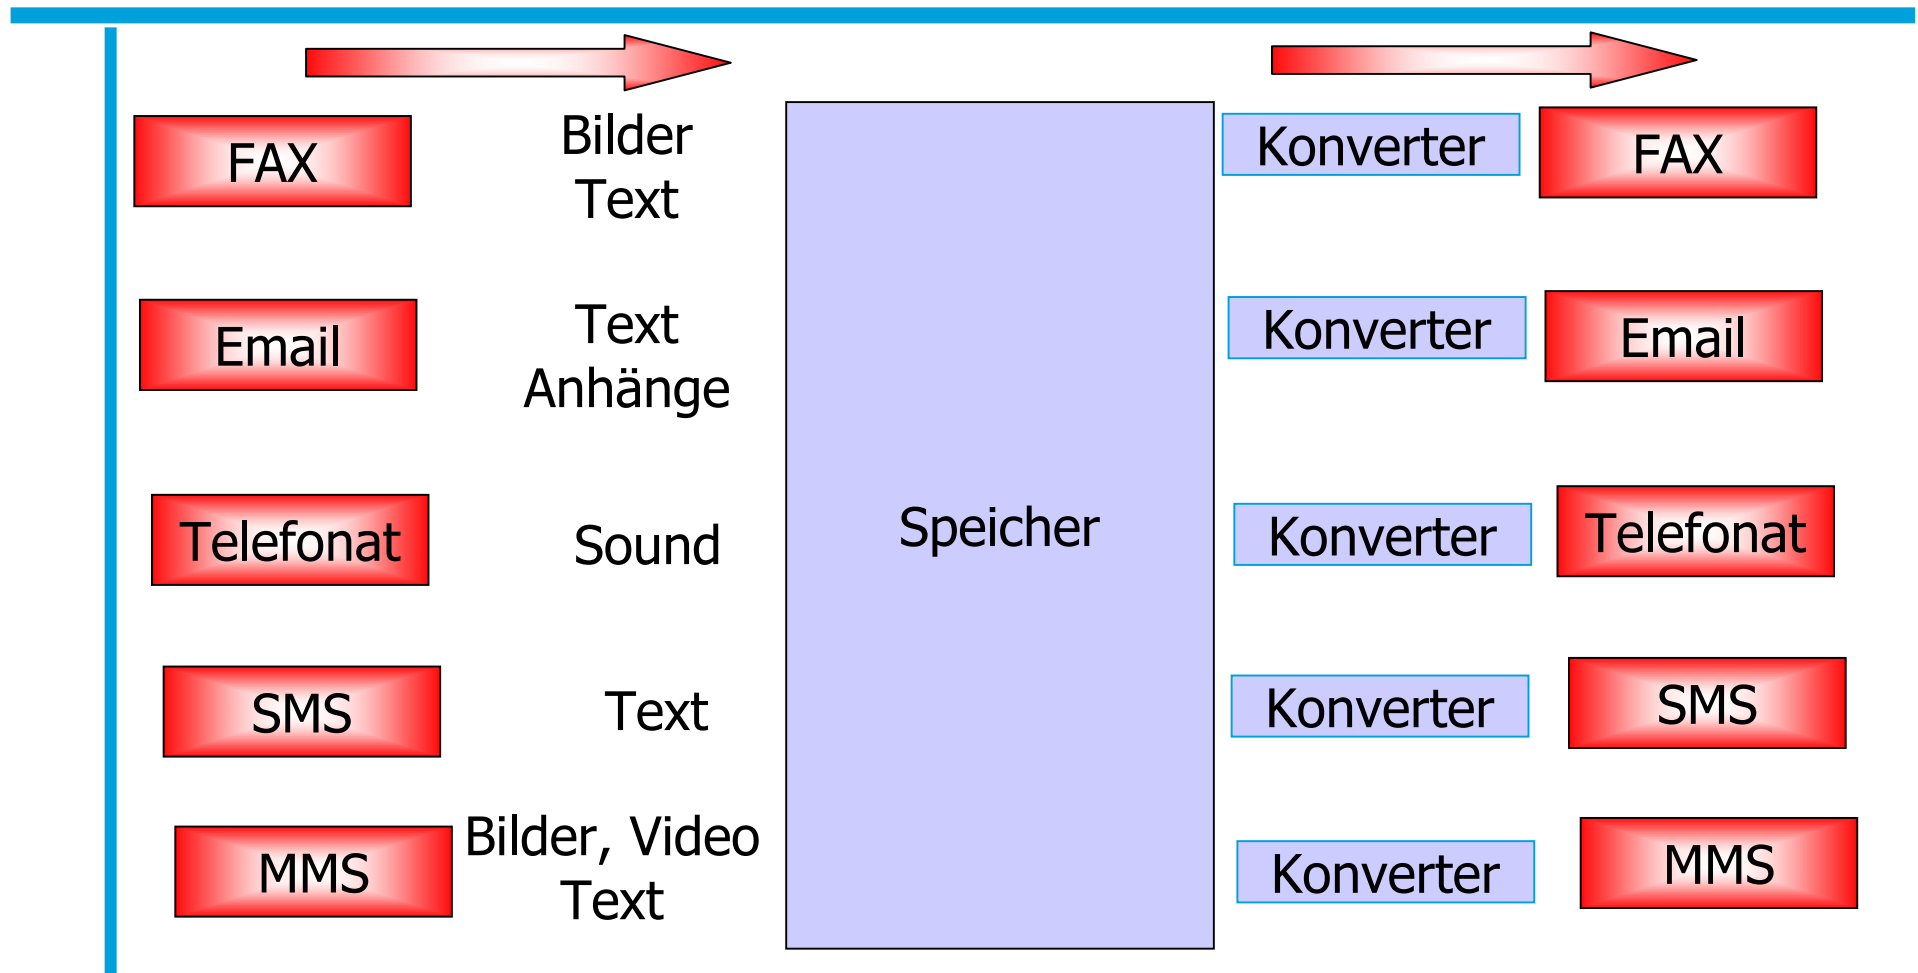 FAX
Bilder
Text
Konverter
FAX
Email
Text
Anhänge
Konverter
Email
Telefonat
Sound
Speicher
Konverter
Telefonat
SMS
Text
Konverter
SMS
MMS
Bilder, Video
Text
Konverter
MMS